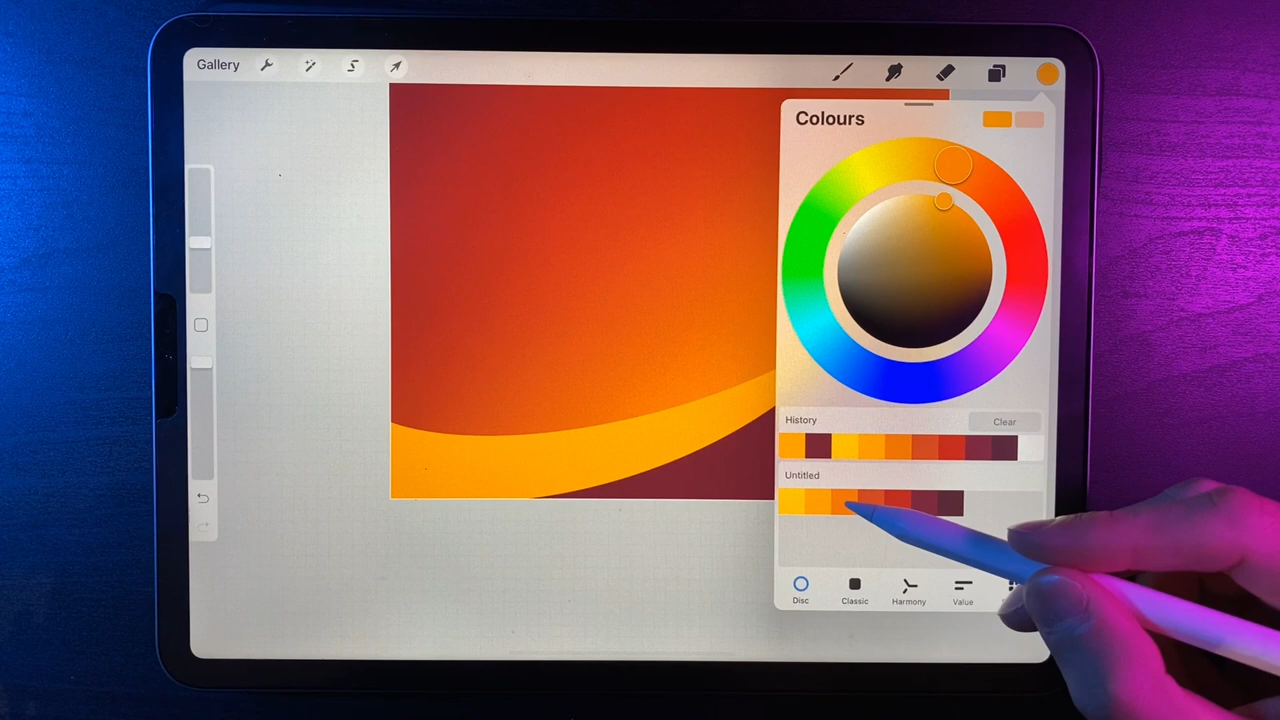 Gallery
Colours
History
Clear
Untitled
Disc
Classic
Harmony
Value